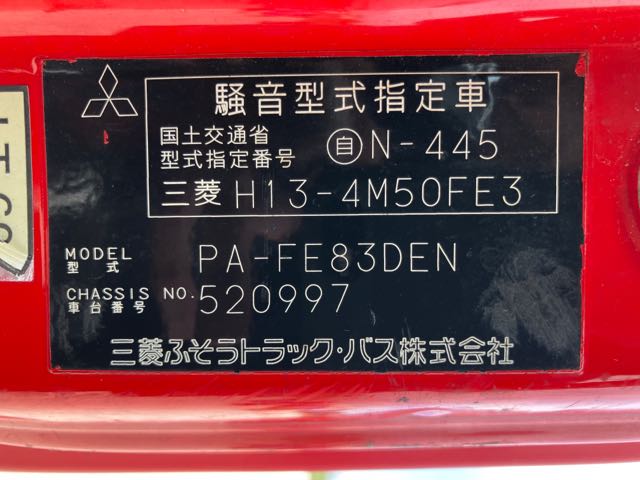 騒音型式指定車
国土交通省
型式指定番号 自N-445
三菱 H13-4M50FE3
MODEL
型式 PA-FE83DEN
CHASSIS NO.
車台番号 520997
三菱ふそうトラック・バス株式会社